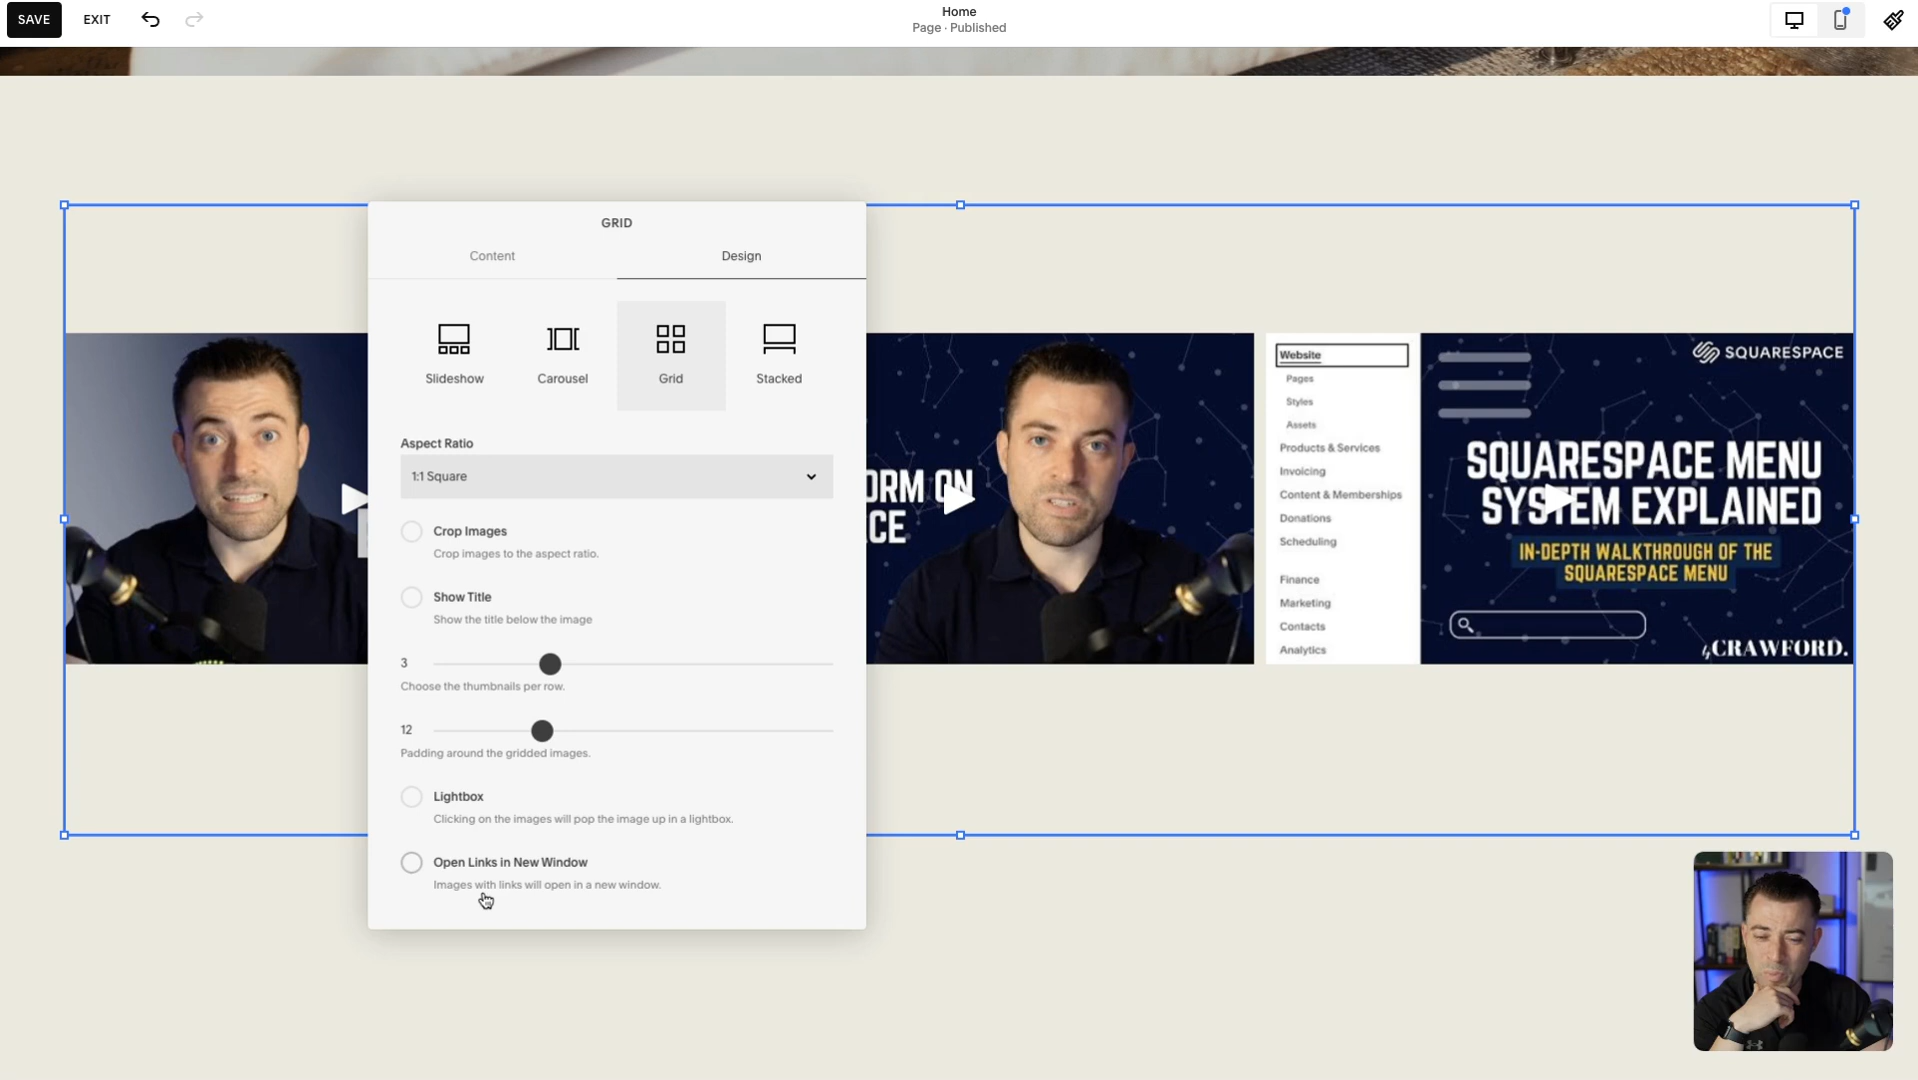 SAVE
EXIT
Home
Page · Published
GRID
Content
Design
Slideshow
Carousel
Grid
Stacked
Aspect Ratio
1:1 Square
Crop Images
Crop images to the aspect ratio.
Show Title
Show the title below the image
3
Choose the thumbnails per row.
12
Padding around the gridded images.
Lightbox
Clicking on the images will pop the image up in a lightbox.
Open Links in New Window
Images with links will open in a new window.
ORM ON
CE
Website
Pages
Styles
Assets
Products & Services
Invoicing
Content & Memberships
Donations
Scheduling
Finance
Marketing
Contacts
Analytics
SQUARESPACE
SQUARESPACE MENU
SYSTEM EXPLAINED
IN-DEPTH WALKTHROUGH OF THE
SQUARESPACE MENU
CRAWFORD.